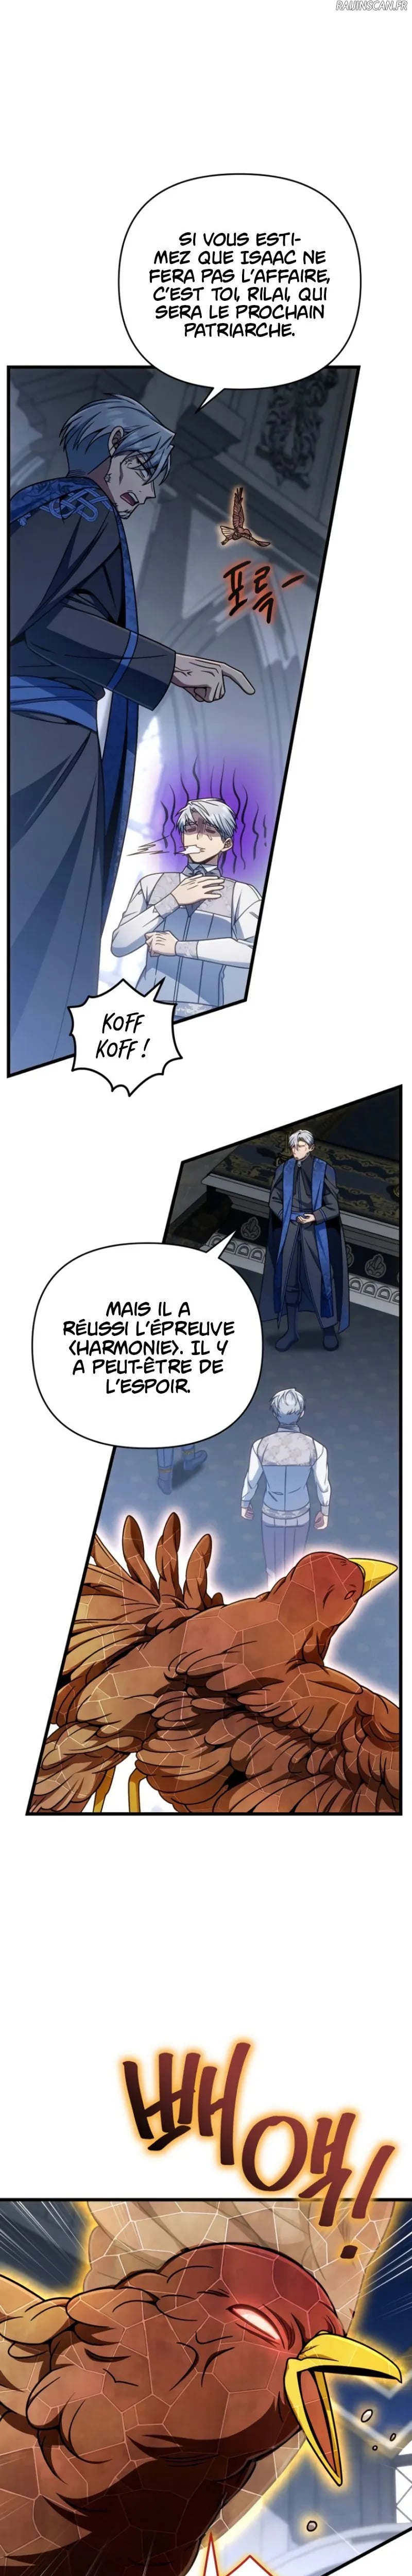 RAIJINSCAN.FR
SI VOUS ESTI-
MEZ QUE ISAAC NE
FERA PAS L'AFFAIRE,
C'EST TOI, RILAI, QUI
SERA LE PROCHAIN
PATRIARCHE.
포륵-
KOFF
KOFF !
MAIS IL A
RÉUSSI L'ÉPREUVE
<HARMONIE>. IL Y
A PEUT-ÊTRE DE
L'ESPOIR.
빼액!